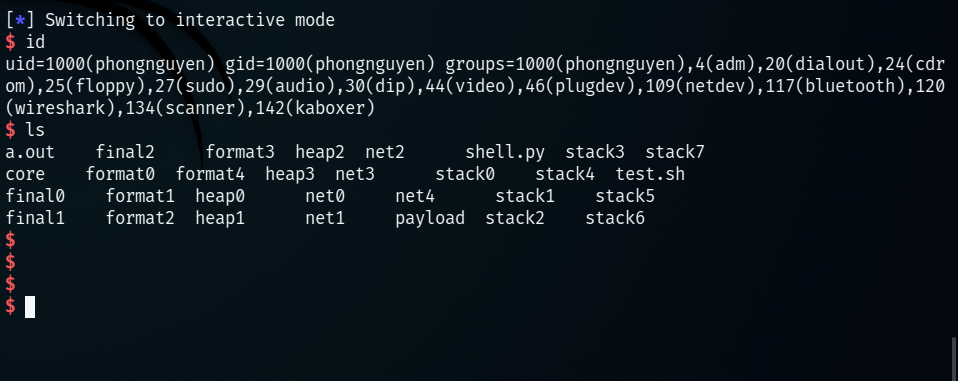 [*] Switching to interactive mode
$ id
uid=1000(phongnguyen) gid=1000(phongnguyen) groups=1000(phongnguyen),4(adm),20(dialout),24(cdr
om),25(floppy),27(sudo),29(audio),30(dip),44(video),46(plugdev),109(netdev),117(bluetooth),120
(wireshark),134(scanner),142(kaboxer)
$ ls
a.out    final2     format3  heap2  net2      shell.py  stack3  stack7
core    format0  format4  heap3  net3      stack0    stack4  test.sh
final0    format1  heap0      net0     net4      stack1    stack5
final1    format2  heap1      net1     payload  stack2    stack6
$
$
$
$